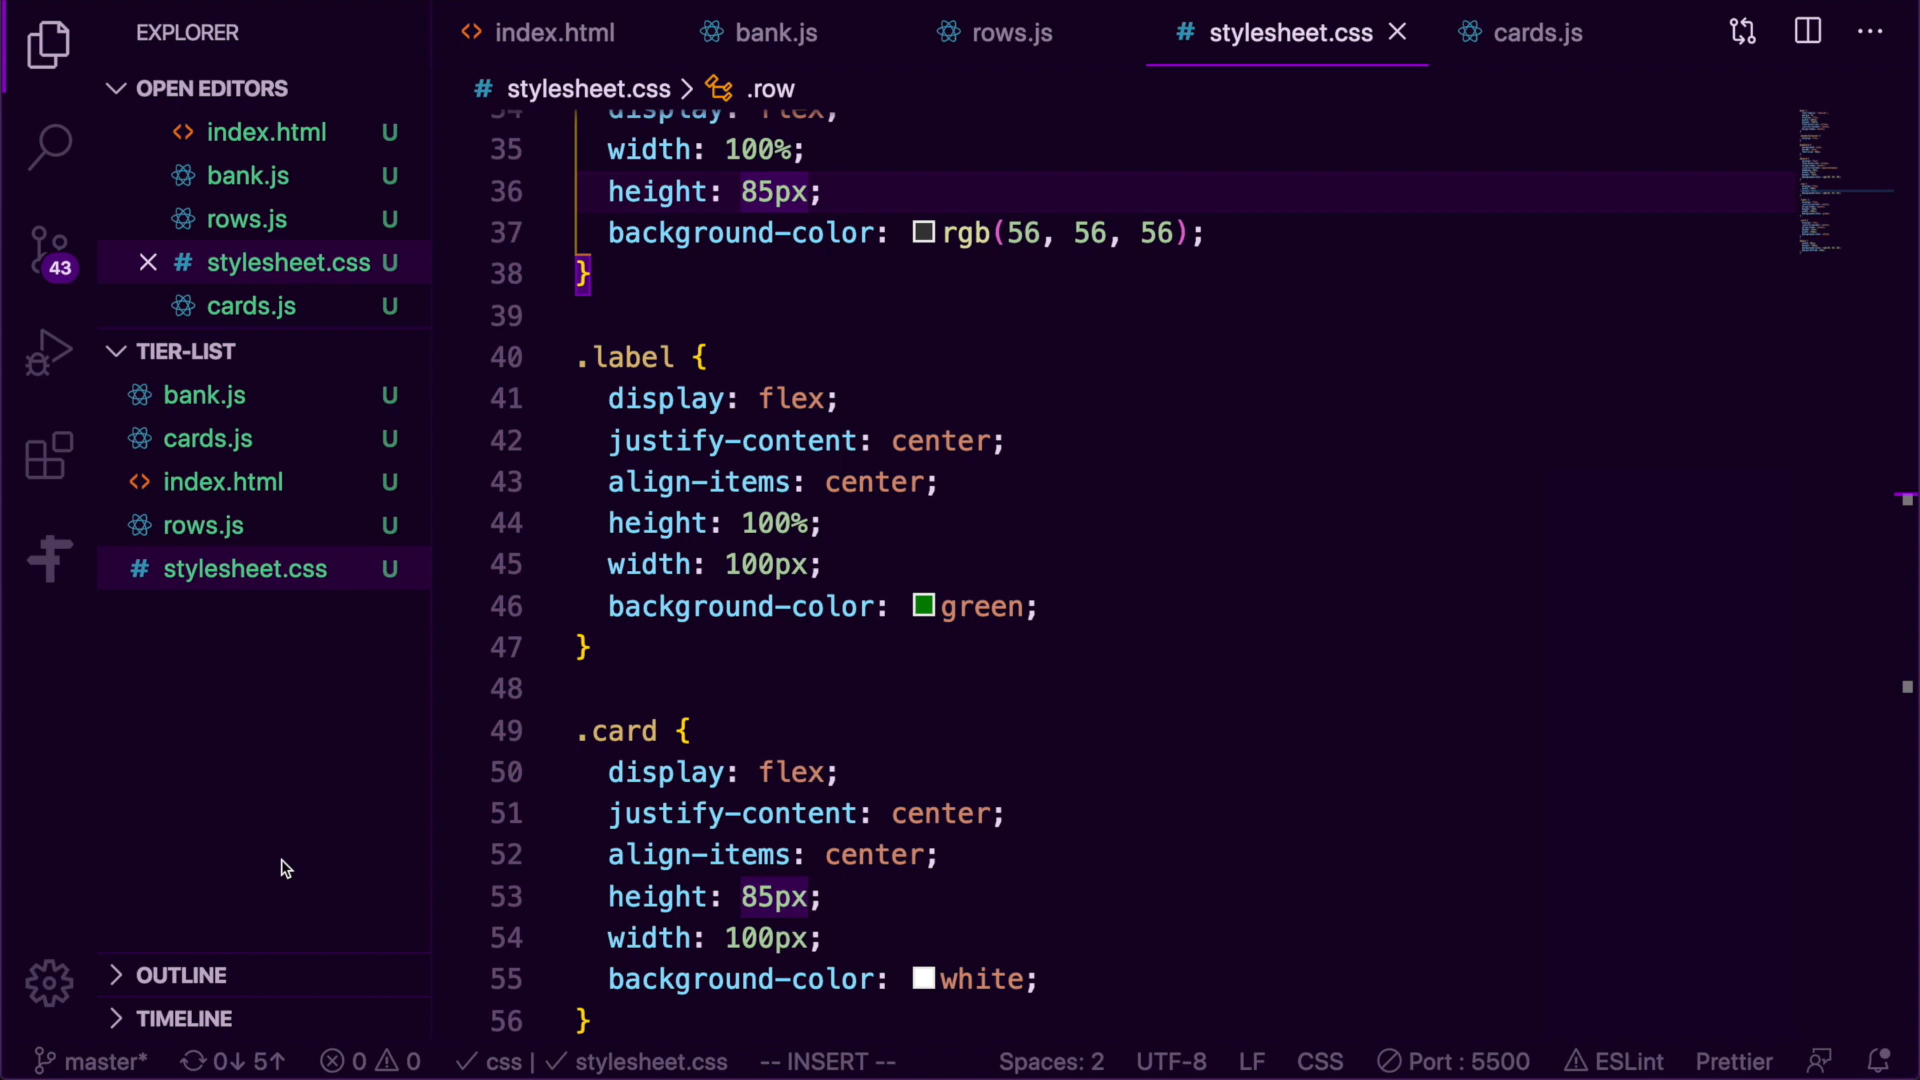 EXPLORER
OPEN EDITORS
index.html U
bank.js U
rows.js U
stylesheet.css U
cards.js U
43
TIER-LIST
bank.js U
cards.js U
index.html U
rows.js U
stylesheet.css U
OUTLINE
TIMELINE
index.html
bank.js
rows.js
# stylesheet.css
cards.js
# stylesheet.css > .row
34 display: flex;
35 width: 100%;
36 height: 85px;
37 background-color: rgb(56, 56, 56);
38 }
39
40 .label {
41 display: flex;
42 justify-content: center;
43 align-items: center;
44 height: 100%;
45 width: 100px;
46 background-color: green;
47 }
48
49 .card {
50 display: flex;
51 justify-content: center;
52 align-items: center;
53 height: 85px;
54 width: 100px;
55 background-color: white;
56 }
master* 0↓ 5↑ 0 0 ✓ css | ✓ stylesheet.css -- INSERT -- Spaces: 2 UTF-8 LF CSS Port : 5500 ESLint Prettier